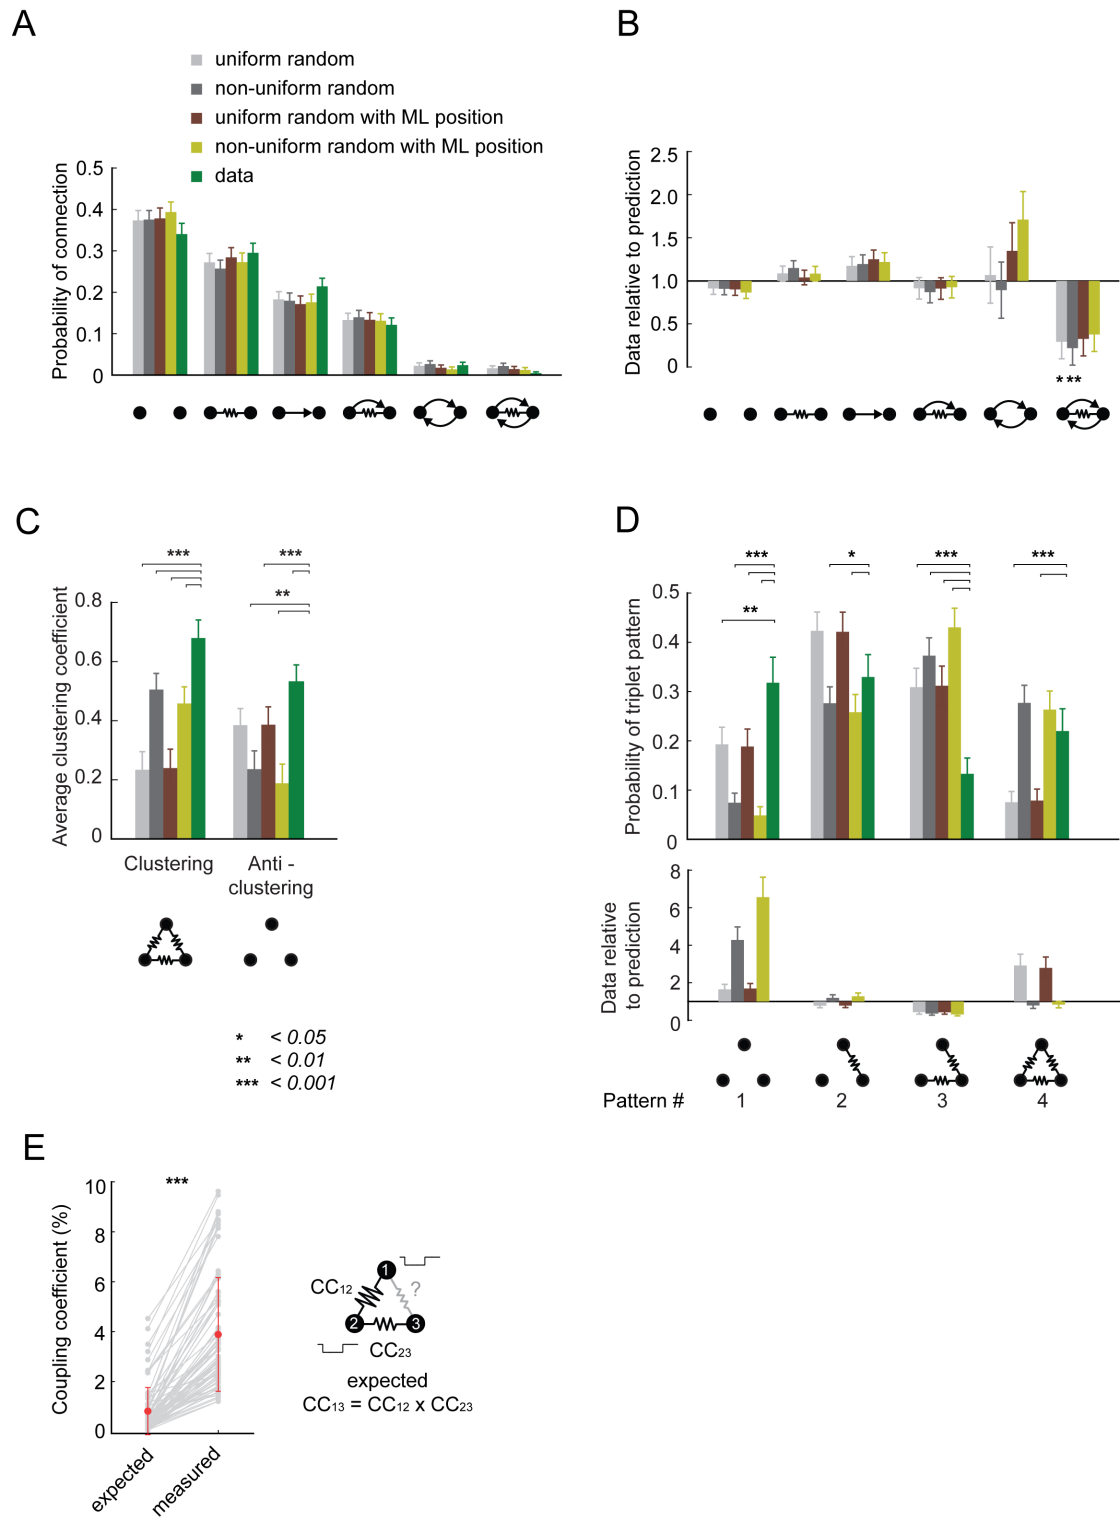 A
uniform random
non-uniform random
uniform random with ML position
non-uniform random with ML position
data
Probability of connection
0.5
0.4
0.3
0.2
0.1
0
B
Data relative to prediction
2.5
2.0
1.5
1.0
0.5
0
* ***
C
Average clustering coefficient
0.8
0.6
0.4
0.2
0
***
***
**
Clustering
Anti -
clustering
* < 0.05
** < 0.01
*** < 0.001
D
Probability of triplet pattern
0.5
0.4
0.3
0.2
0.1
0
***
**
*
***
***
Data relative
to prediction
8
6
4
2
0
Pattern # 1 2 3 4
E
Coupling coefficient (%)
10
8
6
4
2
0
***
expected
measured
1
CC12
?
2
3
CC23
expected
CC13 = CC12 x CC23